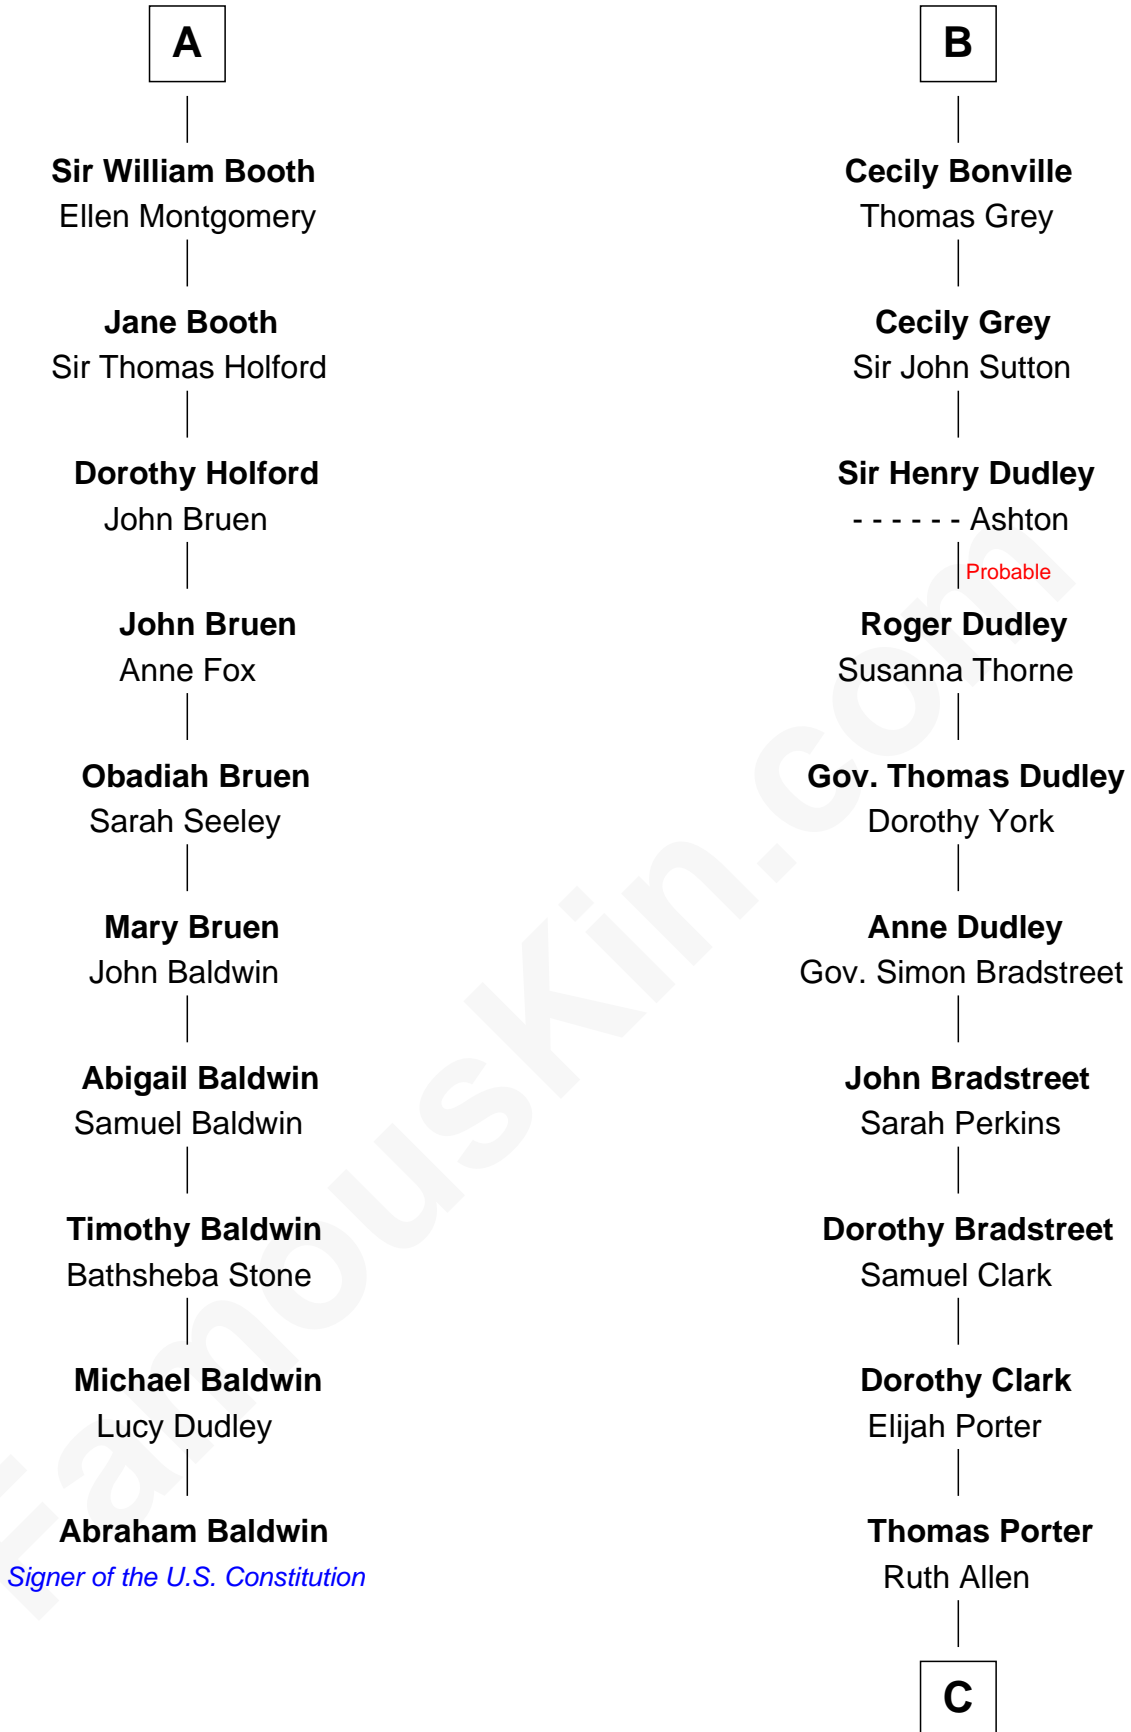 A
Sir William Booth
Ellen Montgomery
Jane Booth
Sir Thomas Holford
Dorothy Holford
John Bruen
John Bruen
Anne Fox
Obadiah Bruen
Sarah Seeley
Mary Bruen
John Baldwin
Abigail Baldwin
Samuel Baldwin
Timothy Baldwin
Bathsheba Stone
Michael Baldwin
Lucy Dudley
Abraham Baldwin
Signer of the U.S. Constitution
B
Cecily Bonville
Thomas Grey
Cecily Grey
Sir John Sutton
Sir Henry Dudley
- - - - - - Ashton
Probable
Roger Dudley
Susanna Thorne
Gov. Thomas Dudley
Dorothy York
Anne Dudley
Gov. Simon Bradstreet
John Bradstreet
Sarah Perkins
Dorothy Bradstreet
Samuel Clark
Dorothy Clark
Elijah Porter
Thomas Porter
Ruth Allen
C
FamousKin.com